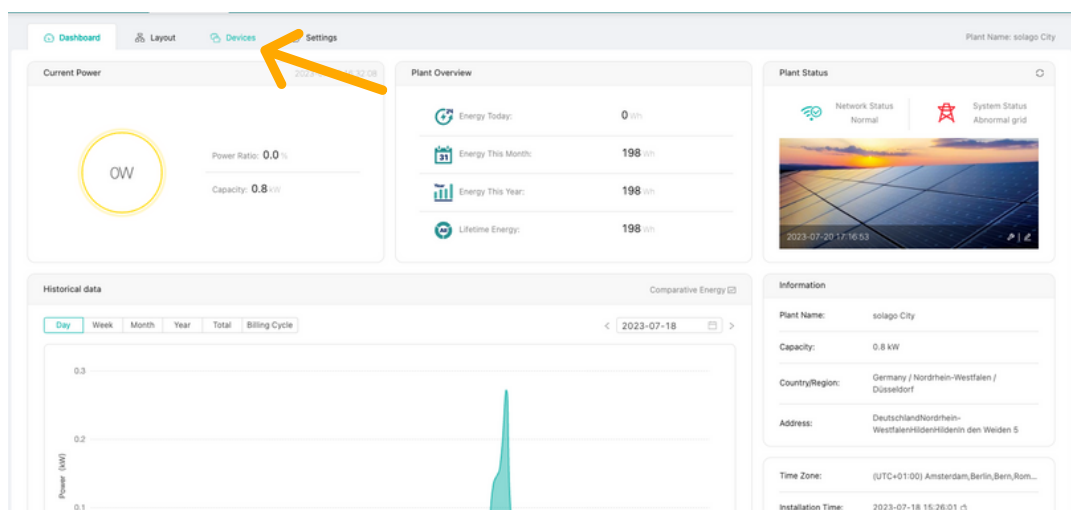 Dashboard
Layout
Devices
Settings
Plant Name: solago City
Current Power
0W
Power Ratio: 0.0 %
Capacity: 0.8 kW
Plant Overview
Energy Today: 0 Wh
Energy This Month: 198 Wh
Energy This Year: 198 Wh
Lifetime Energy: 198 Wh
31
All
Plant Status
Network Status
Normal
System Status
Abnormal grid
2023-07-20 17:16:53
Historical data
Comparative Energy
Day Week Month Year Total Billing Cycle
< 2023-07-18 >
0.3
0.2
0.1
Power (kW)
Information
Plant Name: solago City
Capacity: 0.8 kW
Country/Region: Germany / Nordrhein-Westfalen /
Düsseldorf
Address: DeutschlandNordrhein-
WestfalenHildenHildenIn den Weiden 5
Time Zone: (UTC+01:00) Amsterdam,Berlin,Bern,Rom...
Installation Time: 2023-07-18 15:26:01